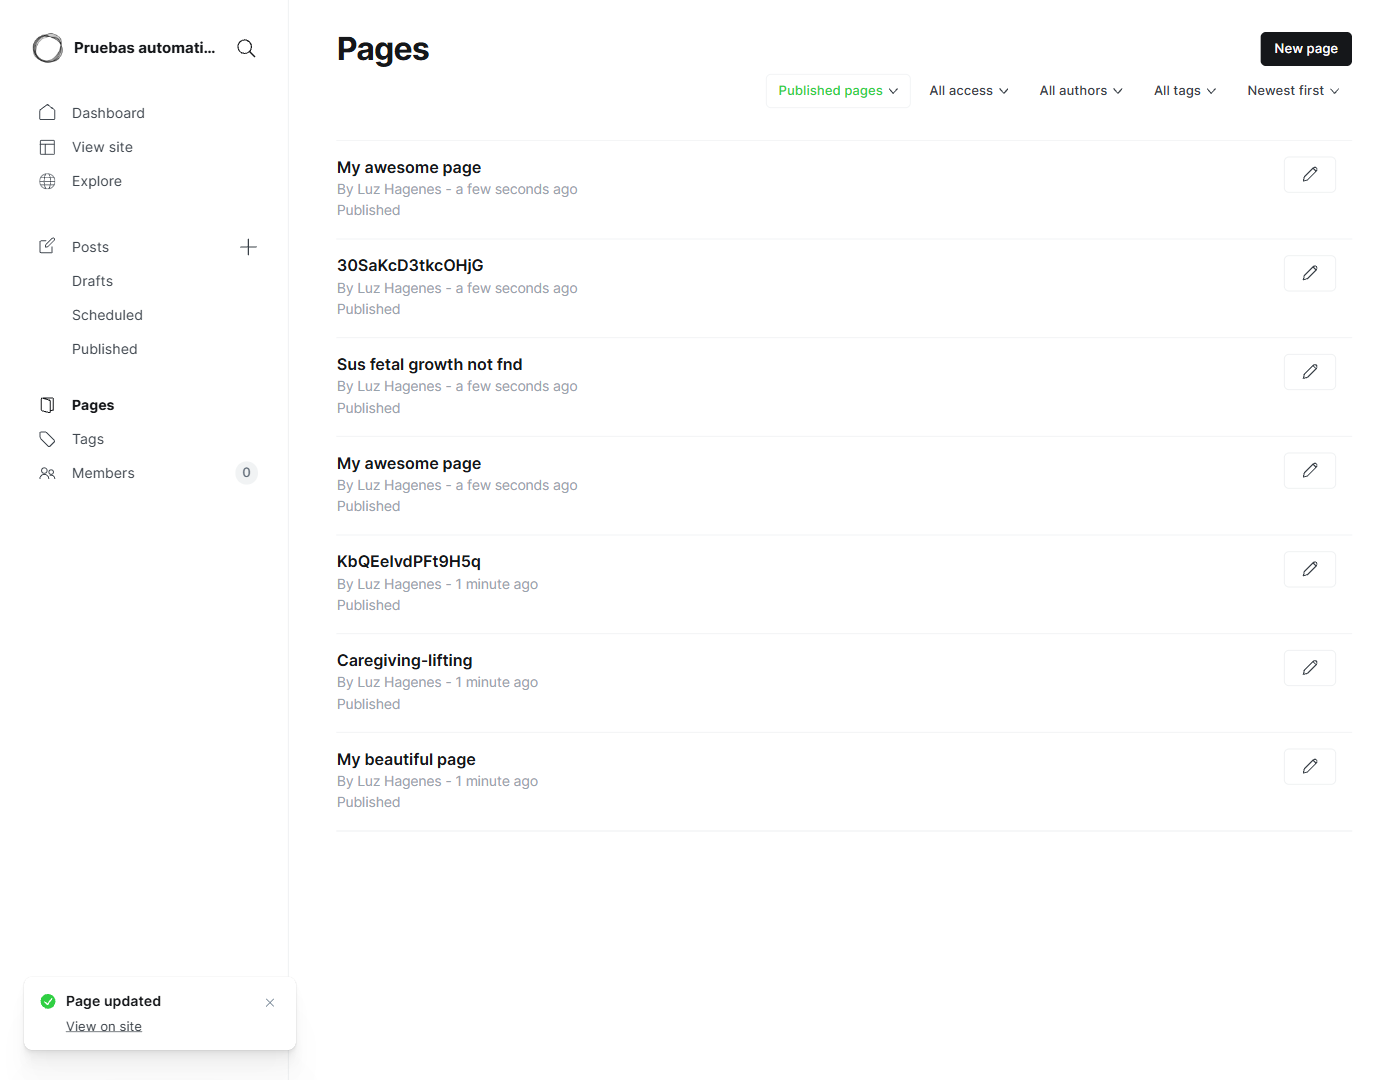 Pruebas automati...
Dashboard
View site
Explore
Posts
Drafts
Scheduled
Published
Pages
Tags
Members 0
Pages
New page
Published pages All access All authors All tags Newest first
My awesome page
By Luz Hagenes - a few seconds ago
Published
30SaKcD3tkcOHjG
By Luz Hagenes - a few seconds ago
Published
Sus fetal growth not fnd
By Luz Hagenes - a few seconds ago
Published
My awesome page
By Luz Hagenes - a few seconds ago
Published
KbQEelvdPFt9H5q
By Luz Hagenes - 1 minute ago
Published
Caregiving-lifting
By Luz Hagenes - 1 minute ago
Published
My beautiful page
By Luz Hagenes - 1 minute ago
Published
Page updated
View on site